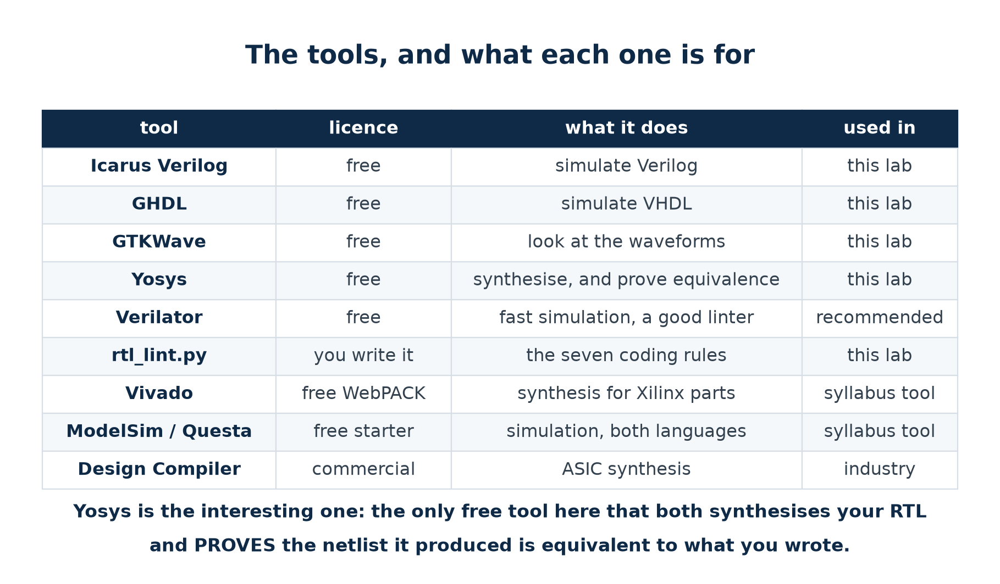 The tools, and what each one is for
tool licence what it does used in
Icarus Verilog free simulate Verilog this lab
GHDL free simulate VHDL this lab
GTKWave free look at the waveforms this lab
Yosys free synthesise, and prove equivalence this lab
Verilator free fast simulation, a good linter recommended
rtl_lint.py you write it the seven coding rules this lab
Vivado free WebPACK synthesis for Xilinx parts syllabus tool
ModelSim / Questa free starter simulation, both languages syllabus tool
Design Compiler commercial ASIC synthesis industry
Yosys is the interesting one: the only free tool here that both synthesises your RTL
and PROVES the netlist it produced is equivalent to what you wrote.